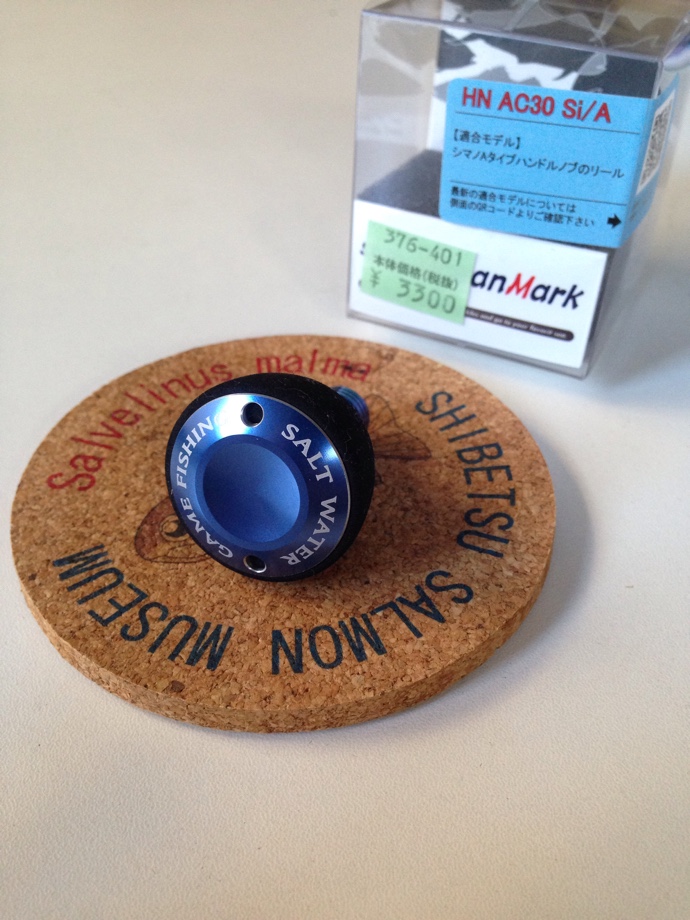 HN AC30 Si/A
【適合モデル】
シマノAタイプハンドルノブのリール
最新の適合モデルについては
側面のQRコードよりご確認下さい
376-401
本体価格(税抜)
¥ 3300
anMark
Salvelinus malma
SHIBETSU SALMON MUSEUM
SALT WATER
GAME FISHIN